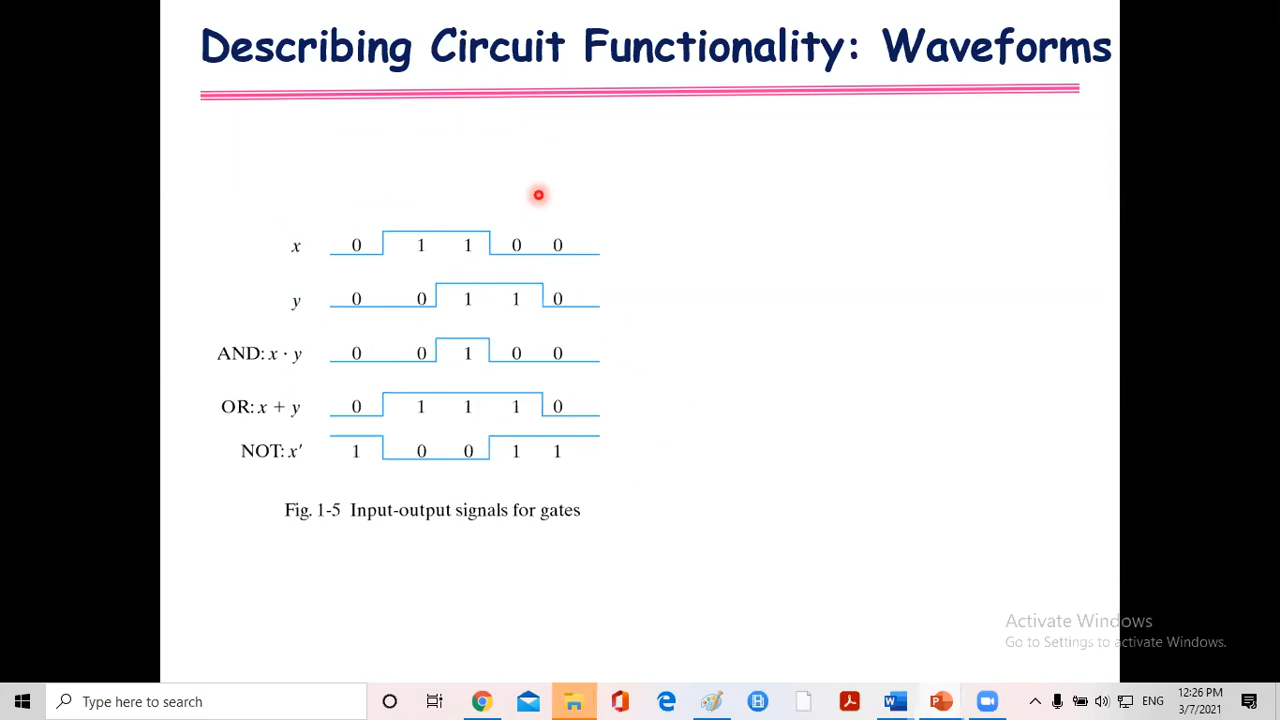 Describing Circuit Functionality: Waveforms
x 0 1 1 0 0
y 0 0 1 1 0
AND: x · y 0 0 1 0 0
OR: x + y 0 1 1 1 0
NOT: x′ 1 0 0 1 1
Fig. 1-5 Input-output signals for gates
Activate Windows
Go to Settings to activate Windows.
Type here to search
ENG
12:26 PM
3/7/2021